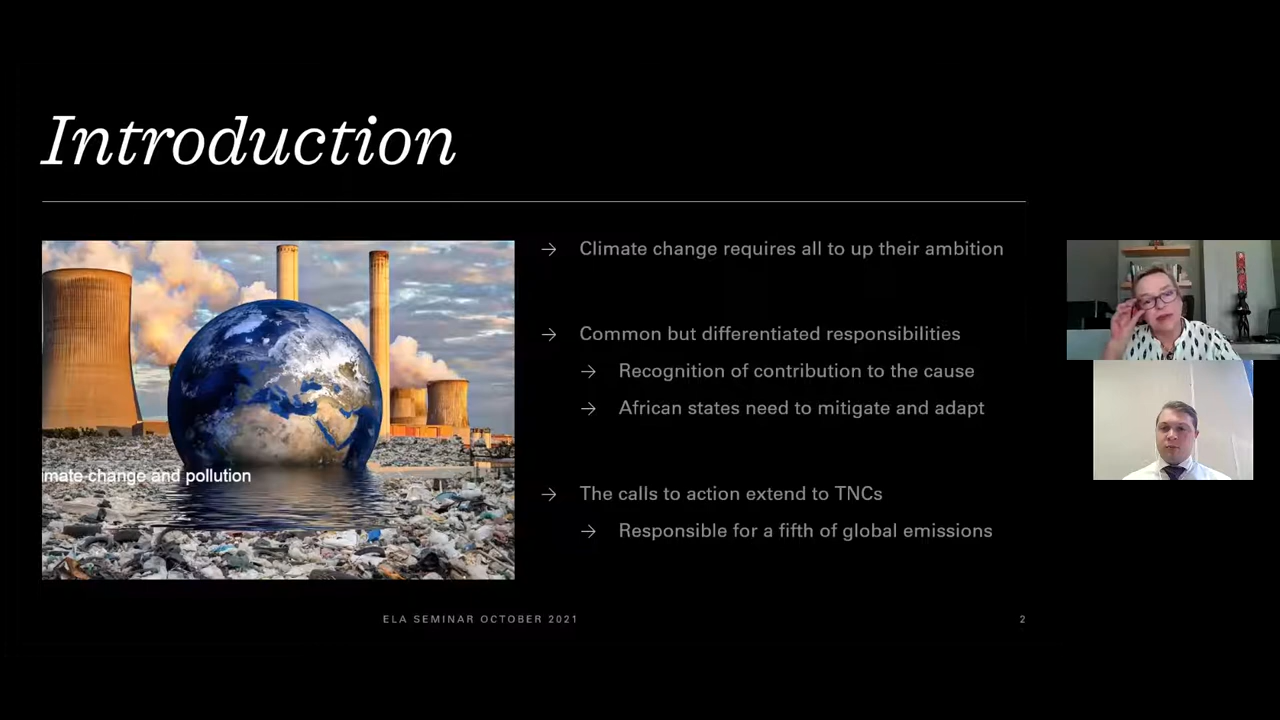 Introduction
Climate change requires all to up their ambition
Common but differentiated responsibilities
Recognition of contribution to the cause
African states need to mitigate and adapt
The calls to action extend to TNCs
Responsible for a fifth of global emissions
change and pollution
ELA SEMINAR OCTOBER 2021
2